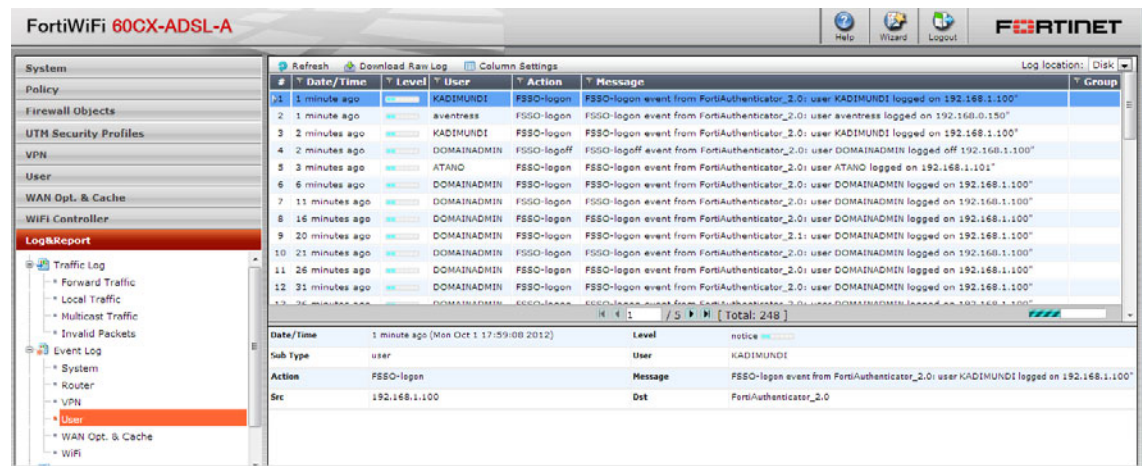 FortiWiFi 60CX-ADSL-A
Help Wizard Logout
FORTINET
System
Policy
Firewall Objects
UTM Security Profiles
VPN
User
WAN Opt. & Cache
WiFi Controller
Log&Report
Traffic Log
Forward Traffic
Local Traffic
Multicast Traffic
Invalid Packets
Event Log
System
Router
VPN
User
WAN Opt. & Cache
WiFi
Refresh Download Raw Log Column Settings Log location: Disk
# Date/Time Level User Action Message Group
1 1 minute ago KADIMUNDI FSSO-logon FSSO-logon event from FortiAuthenticator_2.0: user KADIMUNDI logged on 192.168.1.100"
2 1 minute ago aventress FSSO-logon FSSO-logon event from FortiAuthenticator_2.0: user aventress logged on 192.168.0.150"
3 2 minutes ago KADIMUNDI FSSO-logon FSSO-logon event from FortiAuthenticator_2.0: user KADIMUNDI logged on 192.168.1.100"
4 2 minutes ago DOMAINADMIN FSSO-logoff FSSO-logoff event from FortiAuthenticator_2.0: user DOMAINADMIN logged off 192.168.1.100"
5 3 minutes ago ATANO FSSO-logon FSSO-logon event from FortiAuthenticator_2.0: user ATANO logged on 192.168.1.101"
6 6 minutes ago DOMAINADMIN FSSO-logon FSSO-logon event from FortiAuthenticator_2.0: user DOMAINADMIN logged on 192.168.1.100"
7 11 minutes ago DOMAINADMIN FSSO-logon FSSO-logon event from FortiAuthenticator_2.0: user DOMAINADMIN logged on 192.168.1.100"
8 16 minutes ago DOMAINADMIN FSSO-logon FSSO-logon event from FortiAuthenticator_2.0: user DOMAINADMIN logged on 192.168.1.100"
9 20 minutes ago DOMAINADMIN FSSO-logon FSSO-logon event from FortiAuthenticator_2.1: user DOMAINADMIN logged on 192.168.1.100"
10 21 minutes ago DOMAINADMIN FSSO-logon FSSO-logon event from FortiAuthenticator_2.0: user DOMAINADMIN logged on 192.168.1.100"
11 26 minutes ago DOMAINADMIN FSSO-logon FSSO-logon event from FortiAuthenticator_2.0: user DOMAINADMIN logged on 192.168.1.100"
12 31 minutes ago DOMAINADMIN FSSO-logon FSSO-logon event from FortiAuthenticator_2.0: user DOMAINADMIN logged on 192.168.1.100"
1 / 5 [ Total: 248 ]
Date/Time 1 minute ago (Mon Oct 1 17:59:08 2012) Level notice
Sub Type user User KADIMUNDI
Action FSSO-logon Message FSSO-logon event from FortiAuthenticator_2.0: user KADIMUNDI logged on 192.168.1.100"
Src 192.168.1.100 Dst FortiAuthenticator_2.0